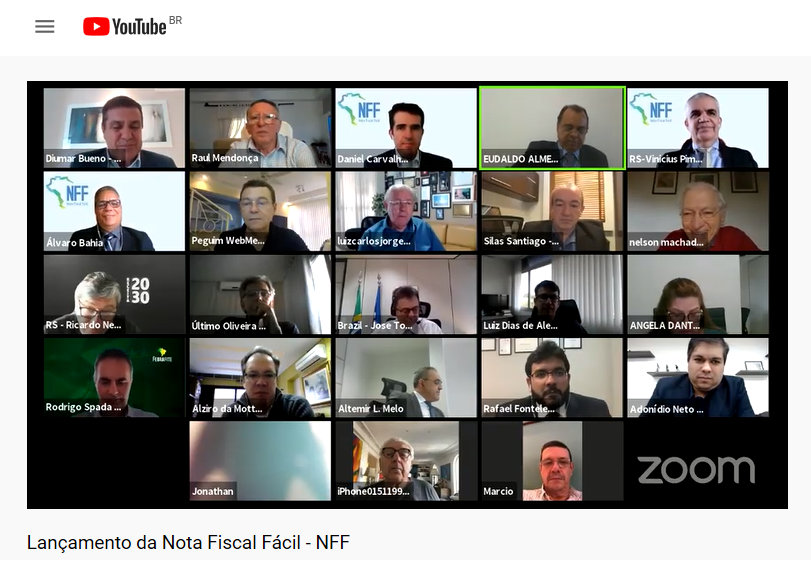 YouTube BR
NFF
NFF
Diumar Bueno - ...
Raul Mendonça
Daniel Carvalh...
EUDALDO ALME...
RS-Vinícius Pim...
NFF
Álvaro Bahia
Peguim WebMe...
luizcarlosjorge...
Silas Santiago -...
nelson machad...
2030
RS - Ricardo Ne...
Último Oliveira ...
Brazil - José To...
Luiz Dias de Ale...
ANGELA DANT...
FEBRAFITE
Rodrigo Spada ...
Alziro da Mott...
Altemir L. Melo
Rafael Fontele...
Adonídio Neto ...
Jonathan
iPhone0151199...
Marcio
zoom
Lançamento da Nota Fiscal Fácil - NFF